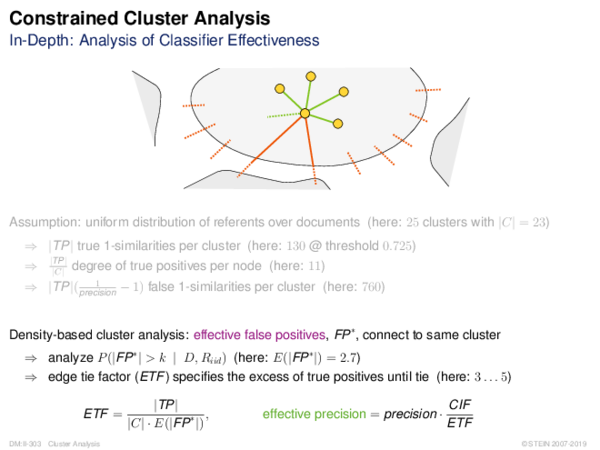 Constrained Cluster Analysis
In-Depth: Analysis of Classifier Effectiveness
Assumption: uniform distribution of referents over documents (here: 25 clusters with |C| = 23)
⇒ |TP| true 1-similarities per cluster (here: 130 @ threshold 0.725)
⇒ |TP|/|C| degree of true positives per node (here: 11)
⇒ |TP|(1/precision − 1) false 1-similarities per cluster (here: 760)
Density-based cluster analysis: effective false positives, FP*, connect to same cluster
⇒ analyze P(|FP*| > k | D, R_iid) (here: E(|FP*|) = 2.7)
⇒ edge tie factor (ETF) specifies the excess of true positives until tie (here: 3 … 5)
ETF = |TP| / (|C| · E(|FP*|)), effective precision = precision · CIF/ETF
DM:II-303 Cluster Analysis © STEIN 2007-2019